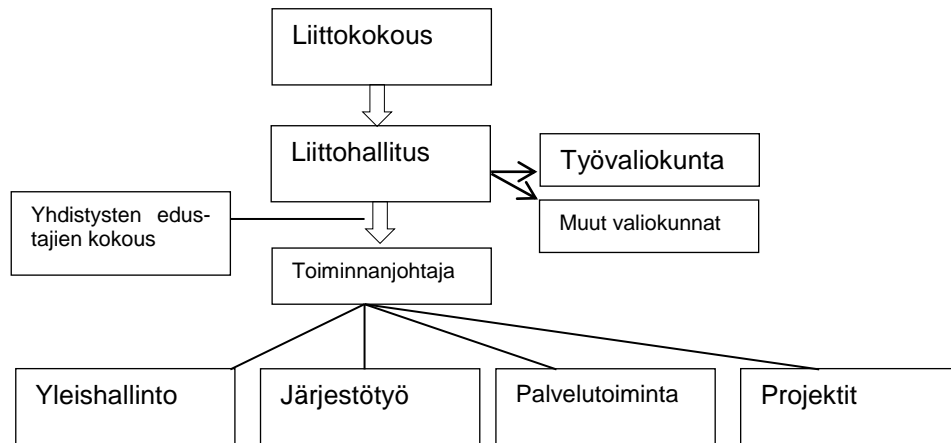 Liittokokous
Liittohallitus
Työvaliokunta
Yhdistysten edus-
tajien kokous
Muut valiokunnat
Toiminnanjohtaja
Yleishallinto
Järjestötyö
Palvelutoiminta
Projektit